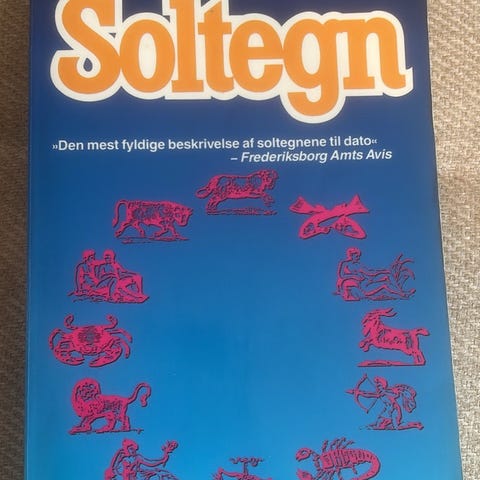 Soltegn
»Den mest fyldige beskrivelse af soltegnene til dato«
– Frederiksborg Amts Avis